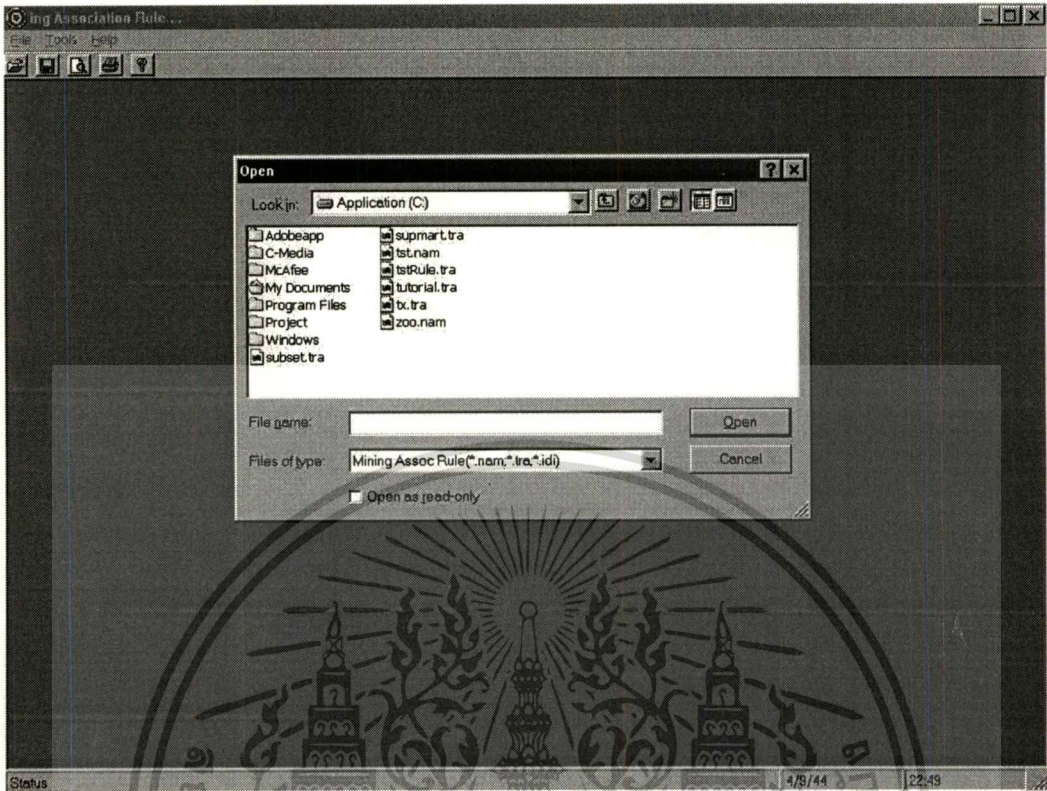 ing Association Rule ...
File Tools Help
Open
Look in: Application (C:)
Adobeapp
C-Media
McAfee
My Documents
Program Files
Project
Windows
subset.tra
supmart.tra
tst.nam
tstRule.tra
tutorial.tra
tx.tra
zoo.nam
File name:
Open
Files of type: Mining Assoc Rule(*.nam;*.tra;*.idi)
Cancel
Open as read-only
Status 4/9/44 22:49